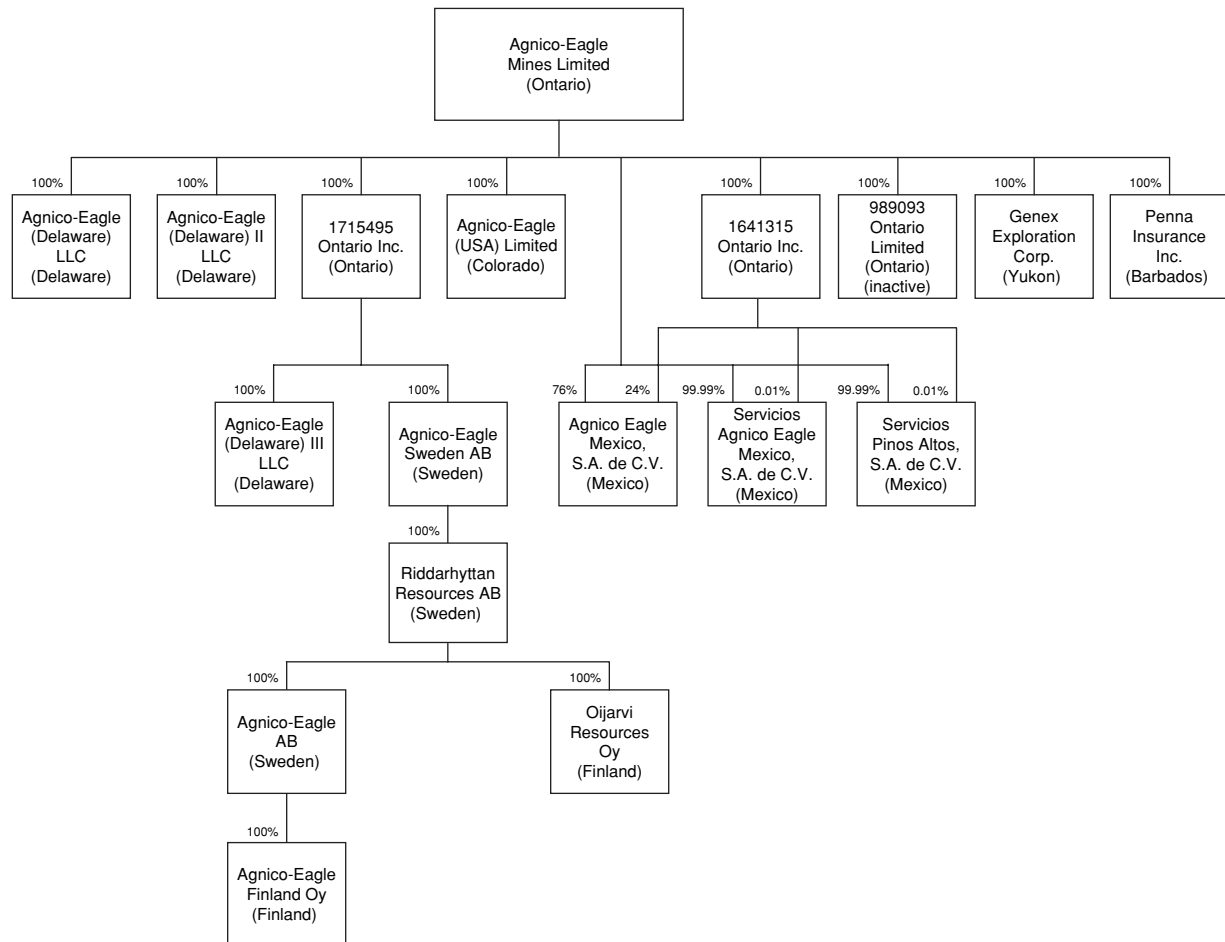 Agnico-Eagle
Mines Limited
(Ontario)
100%
100%
100%
100%
100%
100%
100%
100%
Agnico-Eagle
(Delaware)
LLC
(Delaware)
Agnico-Eagle
(Delaware) II
LLC
(Delaware)
1715495
Ontario Inc.
(Ontario)
Agnico-Eagle
(USA) Limited
(Colorado)
1641315
Ontario Inc.
(Ontario)
989093
Ontario
Limited
(Ontario)
(inactive)
Genex
Exploration
Corp.
(Yukon)
Penna
Insurance
Inc.
(Barbados)
100%
100%
76%
24%
99.99%
0.01%
99.99%
0.01%
Agnico-Eagle
(Delaware) III
LLC
(Delaware)
Agnico-Eagle
Sweden AB
(Sweden)
Agnico Eagle
Mexico,
S.A. de C.V.
(Mexico)
Servicios
Agnico Eagle
Mexico,
S.A. de C.V.
(Mexico)
Servicios
Pinos Altos,
S.A. de C.V.
(Mexico)
100%
Riddarhyttan
Resources AB
(Sweden)
100%
100%
Agnico-Eagle
AB
(Sweden)
Oijarvi
Resources
Oy
(Finland)
100%
Agnico-Eagle
Finland Oy
(Finland)